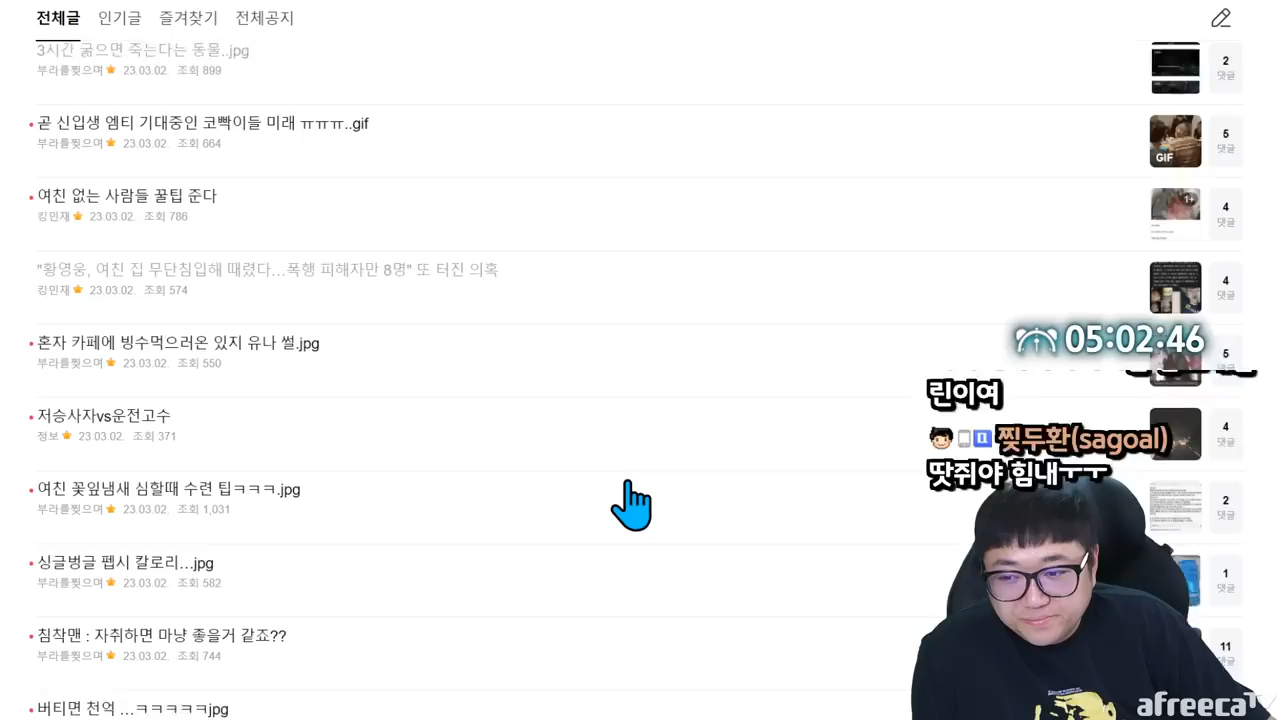 전체글 인기글 즐겨찾기 전체공지
3시간 굶으면 죽는다는 동물..jpg
부라를찢으며 23.03.02. 조회 899
2
댓글
곧 신입생 엠티 기대중인 코빡이들 미래 ㅠㅠㅠ..gif
부라를찢으며 23.03.02. 조회 664
GIF
5
댓글
여친 없는 사람들 꿀팁 준다
킹민재 23.03.02. 조회 786
1+
4
댓글
"황영웅, 여친 집 무단침입해 때렸다…폭행 피해자만 8명" 또 터진 의혹
킹민재 23.03.02. 조회 574
4
댓글
05:02:46
혼자 카페에 빙수먹으러온 있지 유나 썰.jpg
부라를찢으며 23.03.02. 조회 550
5
린이여
저승사자vs운전고수
정보 23.03.02. 조회 371
4
댓글
찢두환(sagoal)
땃쥐야 힘내ㅜㅜ
여친 꽃잎냄새 심할때 수련 팁ㅋㅋㅋㅋ.jpg
부라를찢으며 23.03.02. 조회 1,031
2
댓글
싱글벙글 펩시 칼로리…jpg
부라를찢으며 23.03.02. 조회 582
1
댓글
침착맨 : 자취하면 마냥 좋을거 같죠??
부라를찢으며 23.03.02. 조회 744
11
댓글
버티면 천억 …ㅋㅋㅋㅋㅋjpg
afreecaTV